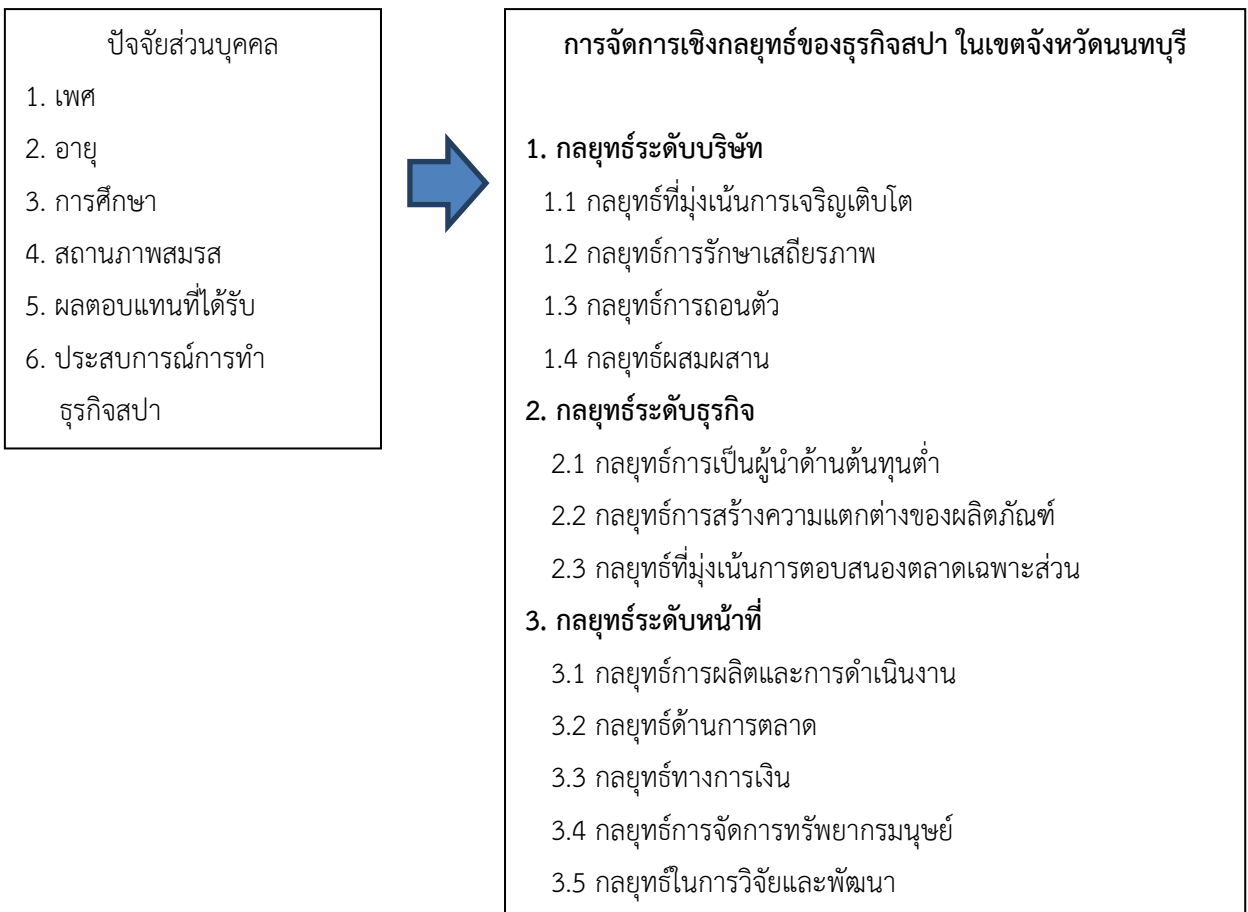 ปัจจัยส่วนบุคคล
1. เพศ
2. อายุ
3. การศึกษา
4. สถานภาพสมรส
5. ผลตอบแทนที่ได้รับ
6. ประสบการณ์การทำ
ธุรกิจสปา
การจัดการเชิงกลยุทธ์ของธุรกิจสปา ในเขตจังหวัดนนทบุรี
1. กลยุทธ์ระดับบริษัท
1.1 กลยุทธ์ที่มุ่งเน้นการเจริญเติบโต
1.2 กลยุทธ์การรักษาเสถียรภาพ
1.3 กลยุทธ์การถอนตัว
1.4 กลยุทธ์ผสมผสาน
2. กลยุทธ์ระดับธุรกิจ
2.1 กลยุทธ์การเป็นผู้นำด้านต้นทุนต่ำ
2.2 กลยุทธ์การสร้างความแตกต่างของผลิตภัณฑ์
2.3 กลยุทธ์ที่มุ่งเน้นการตอบสนองตลาดเฉพาะส่วน
3. กลยุทธ์ระดับหน้าที่
3.1 กลยุทธ์การผลิตและการดำเนินงาน
3.2 กลยุทธ์ด้านการตลาด
3.3 กลยุทธ์ทางการเงิน
3.4 กลยุทธ์การจัดการทรัพยากรมนุษย์
3.5 กลยุทธ์ในการวิจัยและพัฒนา